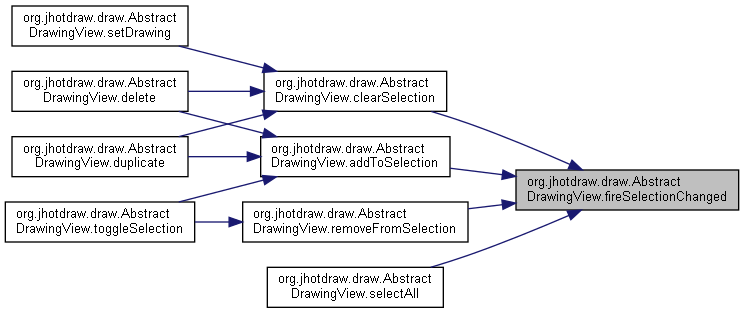 org.jhotdraw.draw.Abstract
DrawingView.setDrawing
org.jhotdraw.draw.Abstract
DrawingView.delete
org.jhotdraw.draw.Abstract
DrawingView.duplicate
org.jhotdraw.draw.Abstract
DrawingView.toggleSelection
org.jhotdraw.draw.Abstract
DrawingView.clearSelection
org.jhotdraw.draw.Abstract
DrawingView.addToSelection
org.jhotdraw.draw.Abstract
DrawingView.removeFromSelection
org.jhotdraw.draw.Abstract
DrawingView.selectAll
org.jhotdraw.draw.Abstract
DrawingView.fireSelectionChanged